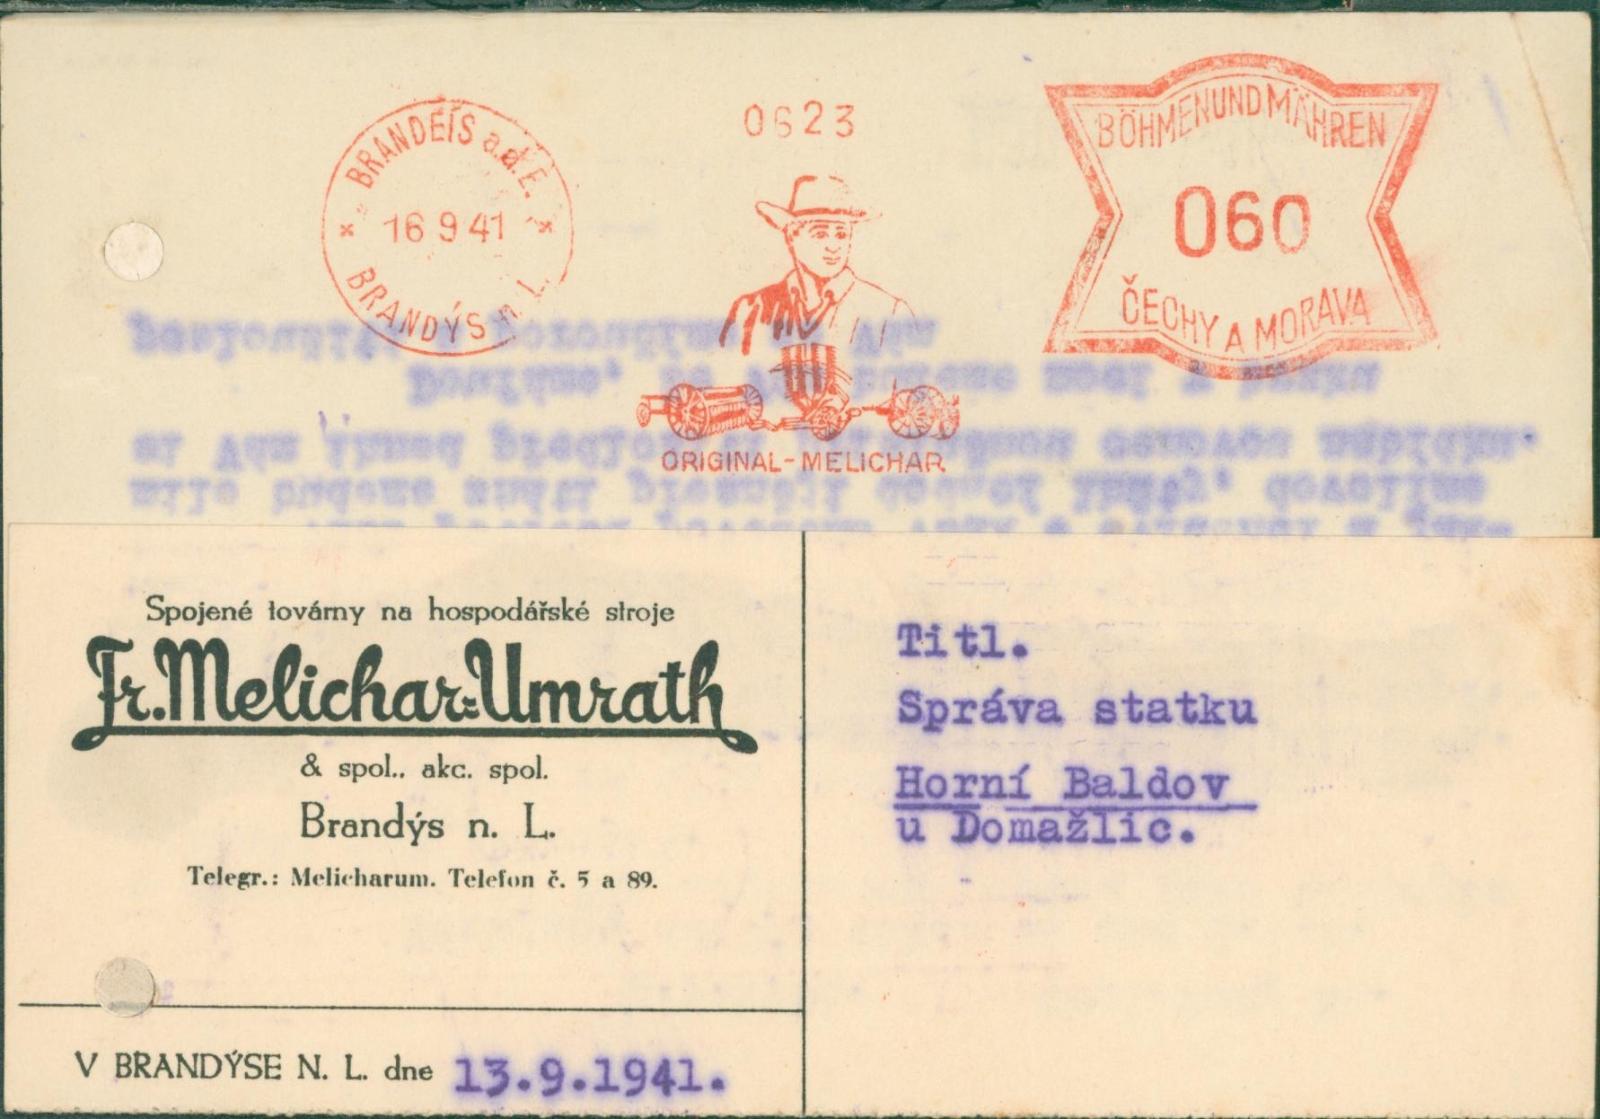 BRANDEIS a.d.E.
16 9 41
BRANDÝS n. L.
0623
ORIGINAL-MELICHAR
BÖHMEN UND MÄHREN
060
ČECHY A MORAVA
Spojené továrny na hospodářské stroje
Fr. Melichar-Umrath
& spol., akc. spol.
Brandýs n. L.
Telegr.: Melicharum. Telefon č. 5 a 89.
V BRANDÝSE N. L. dne 13.9.1941.
Titl.
Správa statku
Horní Baldov
u Domažlic.